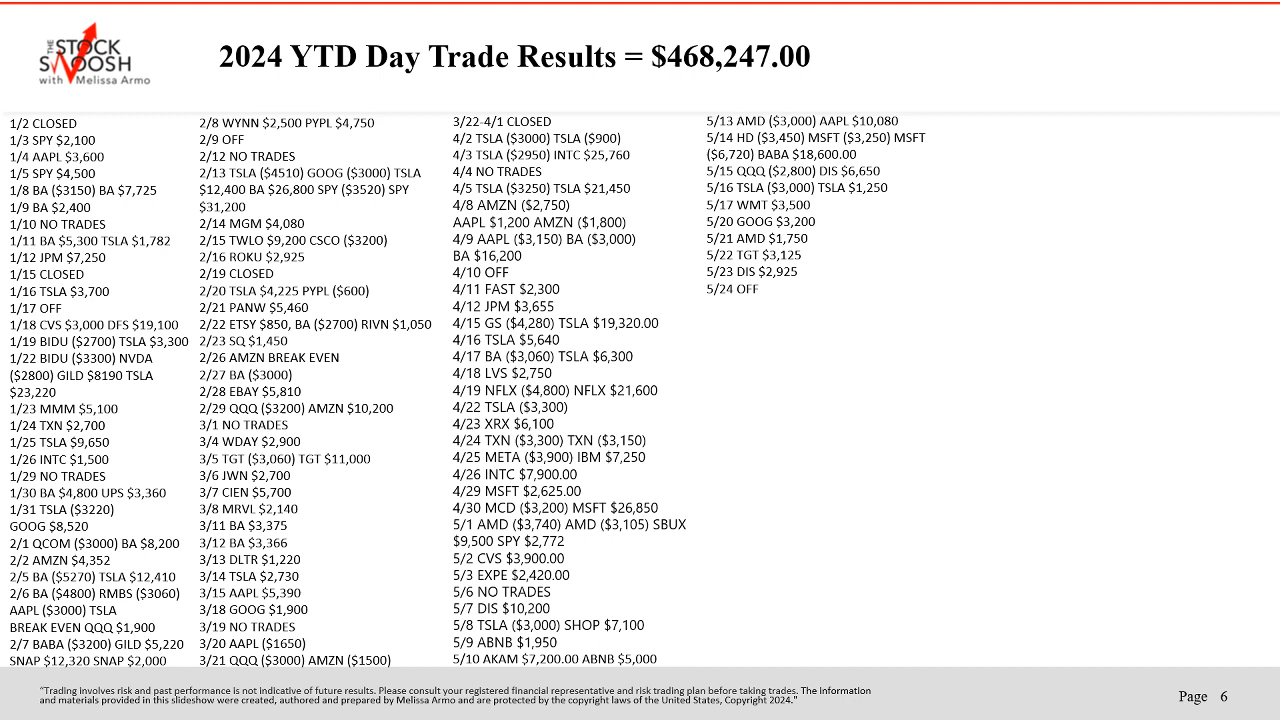 THE STOCK SWOOSH
with Melissa Armo
2024 YTD Day Trade Results = $468,247.00
1/2 CLOSED
1/3 SPY $2,100
1/4 AAPL $3,600
1/5 SPY $4,500
1/8 BA ($3150) BA $7,725
1/9 BA $2,400
1/10 NO TRADES
1/11 BA $5,300 TSLA $1,782
1/12 JPM $7,250
1/15 CLOSED
1/16 TSLA $3,700
1/17 OFF
1/18 CVS $3,000 DFS $19,100
1/19 BIDU ($2700) TSLA $3,300
1/22 BIDU ($3300) NVDA
($2800) GILD $8190 TSLA
$23,220
1/23 MMM $5,100
1/24 TXN $2,700
1/25 TSLA $9,650
1/26 INTC $1,500
1/29 NO TRADES
1/30 BA $4,800 UPS $3,360
1/31 TSLA ($3220)
GOOG $8,520
2/1 QCOM ($3000) BA $8,200
2/2 AMZN $4,352
2/5 BA ($5270) TSLA $12,410
2/6 BA ($4800) RMBS ($3060)
AAPL ($3000) TSLA
BREAK EVEN QQQ $1,900
2/7 BABA ($3200) GILD $5,220
SNAP $12,320 SNAP $2,000
2/8 WYNN $2,500 PYPL $4,750
2/9 OFF
2/12 NO TRADES
2/13 TSLA ($4510) GOOG ($3000) TSLA
$12,400 BA $26,800 SPY ($3520) SPY
$31,200
2/14 MGM $4,080
2/15 TWLO $9,200 CSCO ($3200)
2/16 ROKU $2,925
2/19 CLOSED
2/20 TSLA $4,225 PYPL ($600)
2/21 PANW $5,460
2/22 ETSY $850, BA ($2700) RIVN $1,050
2/23 SQ $1,450
2/26 AMZN BREAK EVEN
2/27 BA ($3000)
2/28 EBAY $5,810
2/29 QQQ ($3200) AMZN $10,200
3/1 NO TRADES
3/4 WDAY $2,900
3/5 TGT ($3,060) TGT $11,000
3/6 JWN $2,700
3/7 CIEN $5,700
3/8 MRVL $2,140
3/11 BA $3,375
3/12 BA $3,366
3/13 DLTR $1,220
3/14 TSLA $2,730
3/15 AAPL $5,390
3/18 GOOG $1,900
3/19 NO TRADES
3/20 AAPL ($1650)
3/21 QQQ ($3000) AMZN ($1500)
3/22-4/1 CLOSED
4/2 TSLA ($3000) TSLA ($900)
4/3 TSLA ($2950) INTC $25,760
4/4 NO TRADES
4/5 TSLA ($3250) TSLA $21,450
4/8 AMZN ($2,750)
AAPL $1,200 AMZN ($1,800)
4/9 AAPL ($3,150) BA ($3,000)
BA $16,200
4/10 OFF
4/11 FAST $2,300
4/12 JPM $3,655
4/15 GS ($4,280) TSLA $19,320.00
4/16 TSLA $5,640
4/17 BA ($3,060) TSLA $6,300
4/18 LVS $2,750
4/19 NFLX ($4,800) NFLX $21,600
4/22 TSLA ($3,300)
4/23 XRX $6,100
4/24 TXN ($3,300) TXN ($3,150)
4/25 META ($3,900) IBM $7,250
4/26 INTC $7,900.00
4/29 MSFT $2,625.00
4/30 MCD ($3,200) MSFT $26,850
5/1 AMD ($3,740) AMD ($3,105) SBUX
$9,500 SPY $2,772
5/2 CVS $3,900.00
5/3 EXPE $2,420.00
5/6 NO TRADES
5/7 DIS $10,200
5/8 TSLA ($3,000) SHOP $7,100
5/9 ABNB $1,950
5/10 AKAM $7,200.00 ABNB $5,000
5/13 AMD ($3,000) AAPL $10,080
5/14 HD ($3,450) MSFT ($3,250) MSFT
($6,720) BABA $18,600.00
5/15 QQQ ($2,800) DIS $6,650
5/16 TSLA ($3,000) TSLA $1,250
5/17 WMT $3,500
5/20 GOOG $3,200
5/21 AMD $1,750
5/22 TGT $3,125
5/23 DIS $2,925
5/24 OFF
"Trading involves risk and past performance is not indicative of future results. Please consult your registered financial representative and risk trading plan before taking trades. The information
and materials provided in this slideshow were created, authored and prepared by Melissa Armo and are protected by the copyright laws of the United States, Copyright 2024."
Page 6